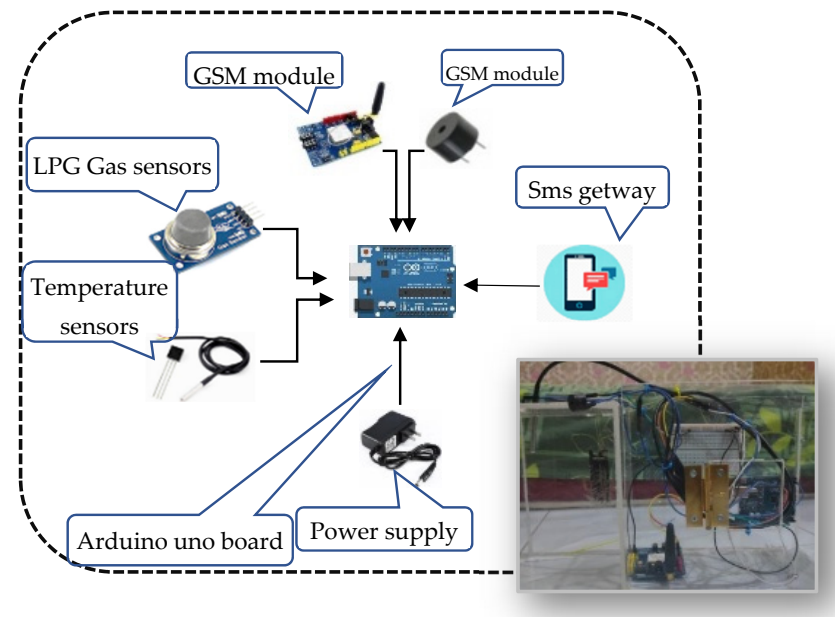 GSM module
GSM module
LPG Gas sensors
Sms getway
Temperature
sensors
Arduino uno board
Power supply